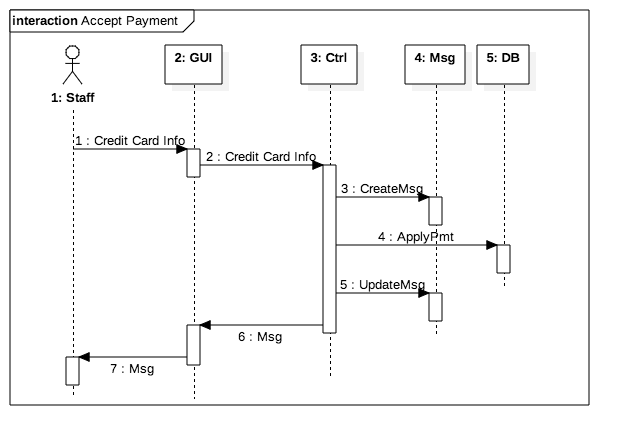 interaction Accept Payment
2: GUI
3: Ctrl
4: Msg
5: DB
1: Staff
1 : Credit Card Info
2 : Credit Card Info
3 : CreateMsg
4 : ApplyPmt
5 : UpdateMsg
6 : Msg
7 : Msg